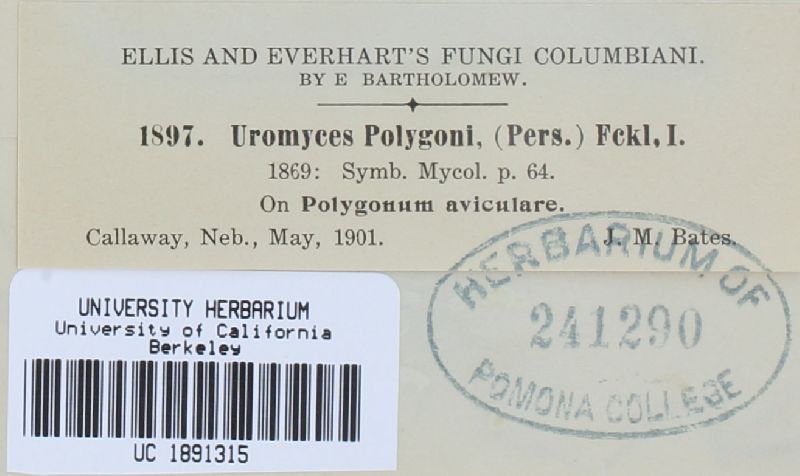 ELLIS AND EVERHART'S FUNGI COLUMBIANI.
BY E BARTHOLOMEW.
1897. Uromyces Polygoni, (Pers.) Fckl, I.
1869: Symb. Mycol. p. 64.
On Polygonum aviculare.
Callaway, Neb., May, 1901. J. M. Bates.
HERBARIUM OF
241290
POMONA COLLEGE
UNIVERSITY HERBARIUM
University of California
Berkeley
UC 1891315